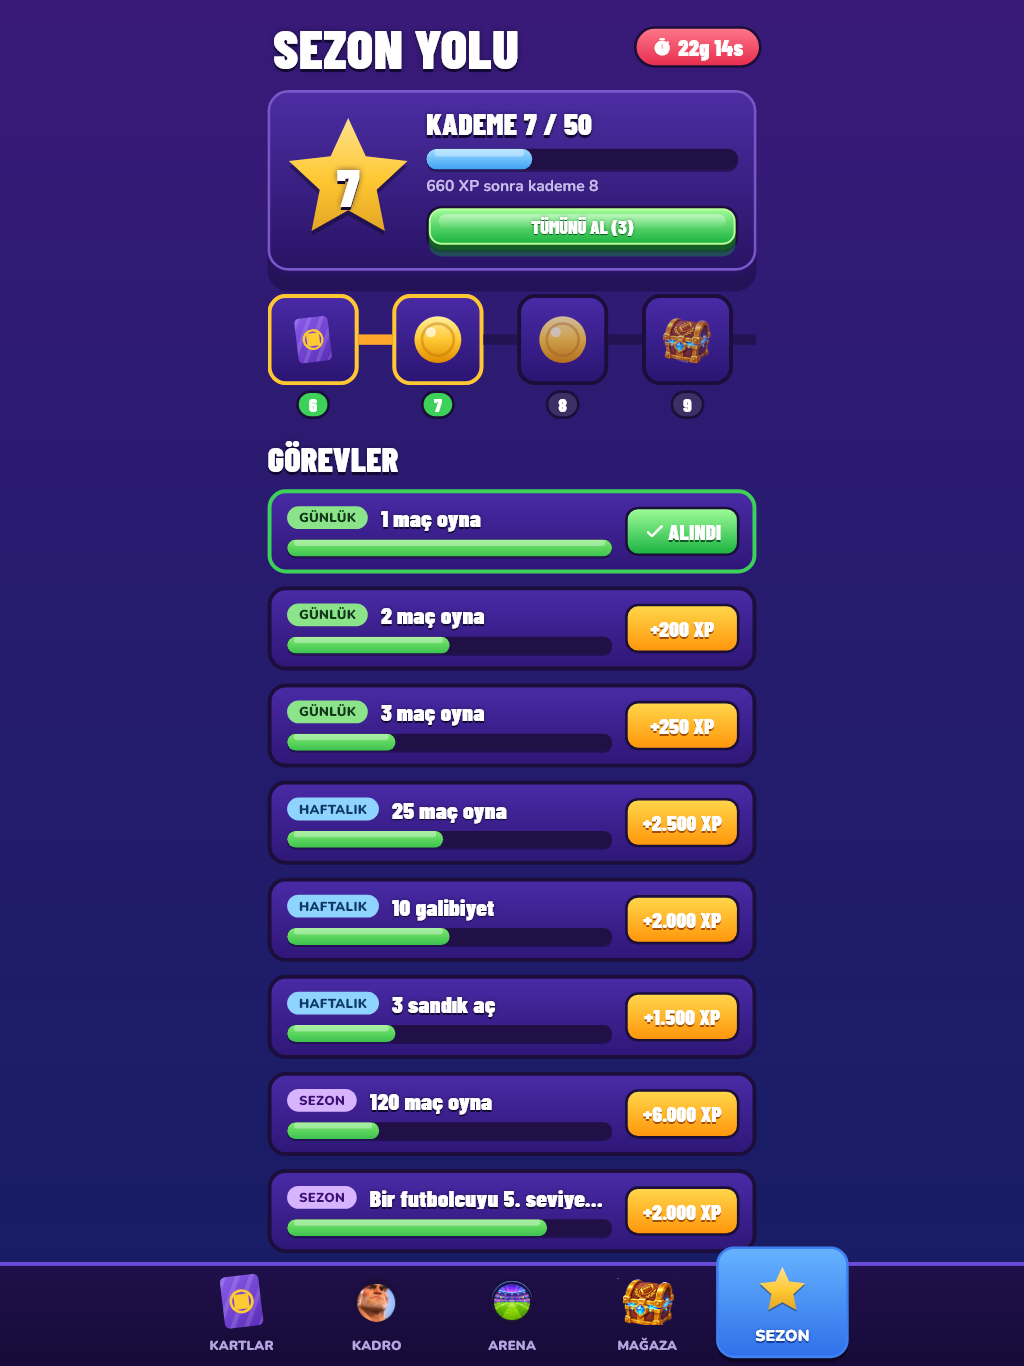 SEZON YOLU
22g 14s
KADEME 7 / 50
7
660 XP sonra kademe 8
TÜMÜNÜ AL (3)
6
7
8
9
GÖREVLER
GÜNLÜK 1 maç oyna
ALINDI
GÜNLÜK 2 maç oyna
+200 XP
GÜNLÜK 3 maç oyna
+250 XP
HAFTALIK 25 maç oyna
+2.500 XP
HAFTALIK 10 galibiyet
+2.000 XP
HAFTALIK 3 sandık aç
+1.500 XP
SEZON 120 maç oyna
+6.000 XP
SEZON Bir futbolcuyu 5. seviye...
+2.000 XP
KARTLAR
KADRO
ARENA
MAĞAZA
SEZON